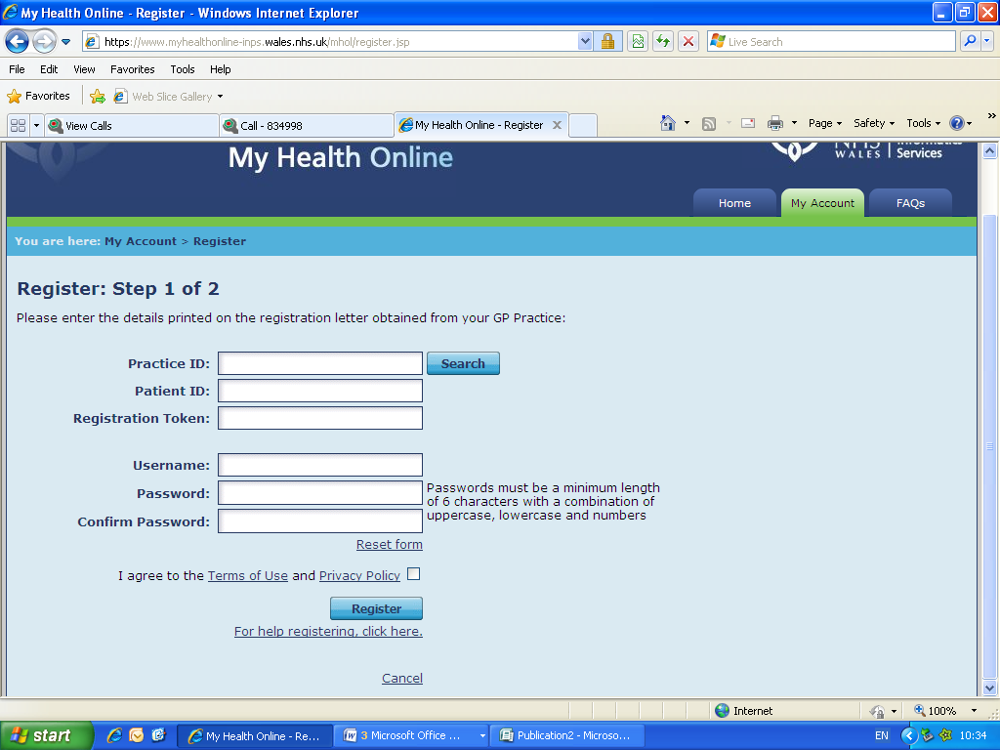 My Health Online - Register - Windows Internet Explorer
https://www.myhealthonline-inps.wales.nhs.uk/mhol/register.jsp
Live Search
File Edit View Favorites Tools Help
Favorites Web Slice Gallery
View Calls Call - 834998 My Health Online - Register Page Safety Tools »
My Health Online
NHS WALES Informatics Services
Home My Account FAQs
You are here: My Account > Register
Register: Step 1 of 2
Please enter the details printed on the registration letter obtained from your GP Practice:
Practice ID: Search
Patient ID:
Registration Token:
Username:
Password:
Passwords must be a minimum length
of 6 characters with a combination of
uppercase, lowercase and numbers
Confirm Password:
Reset form
I agree to the Terms of Use and Privacy Policy
Register
For help registering, click here.
Cancel
Internet 100%
start My Health Online - Re... 3 Microsoft Office ... Publication2 - Microso... EN 10:34